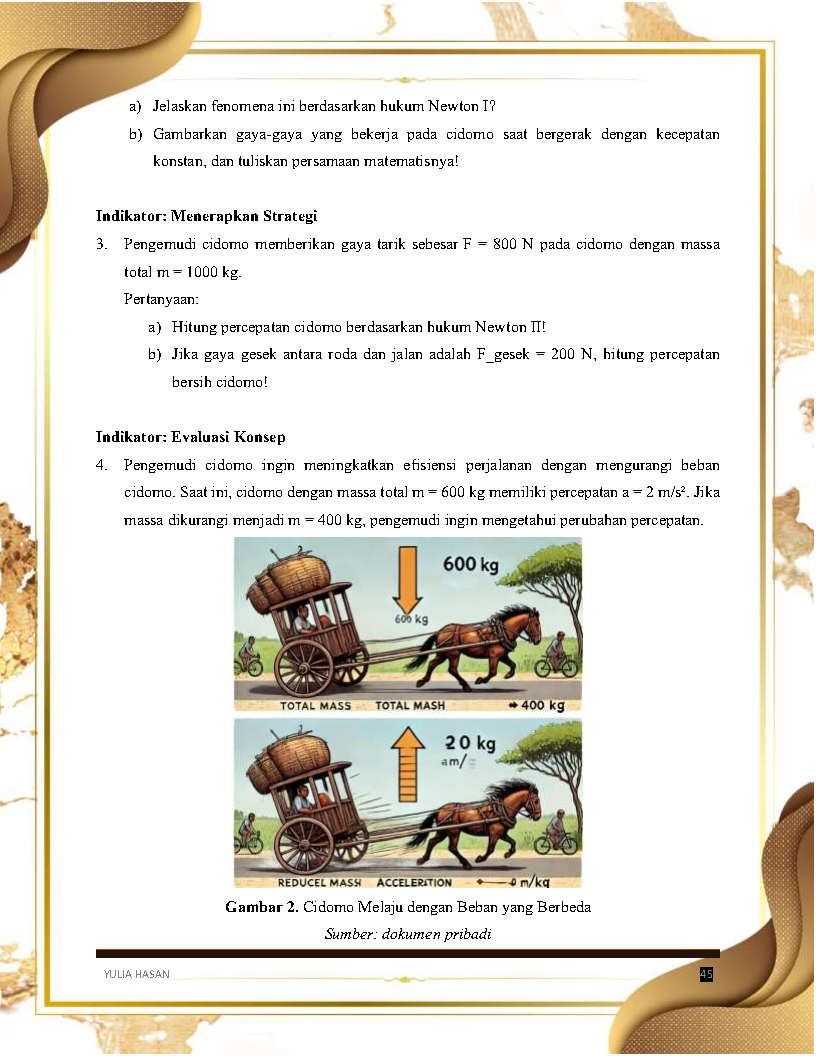 a) Jelaskan fenomena ini berdasarkan hukum Newton I?
b) Gambarkan gaya-gaya yang bekerja pada cidomo saat bergerak dengan kecepatan
konstan, dan tuliskan persamaan matematisnya!
Indikator: Menerapkan Strategi
3. Pengemudi cidomo memberikan gaya tarik sebesar F = 800 N pada cidomo dengan massa
total m = 1000 kg.
Pertanyaan:
a) Hitung percepatan cidomo berdasarkan hukum Newton II!
b) Jika gaya gesek antara roda dan jalan adalah F_gesek = 200 N, hitung percepatan
bersih cidomo!
Indikator: Evaluasi Konsep
4. Pengemudi cidomo ingin meningkatkan efisiensi perjalanan dengan mengurangi beban
cidomo. Saat ini, cidomo dengan massa total m = 600 kg memiliki percepatan a = 2 m/s². Jika
massa dikurangi menjadi m = 400 kg, pengemudi ingin mengetahui perubahan percepatan.
600 kg
600 kg
TOTAL MASS TOTAL MASH → 400 kg
20 kg
am/
REDUCEL MASH ACCELERTION m/kg
Gambar 2. Cidomo Melaju dengan Beban yang Berbeda
Sumber: dokumen pribadi
YULIA HASAN 45